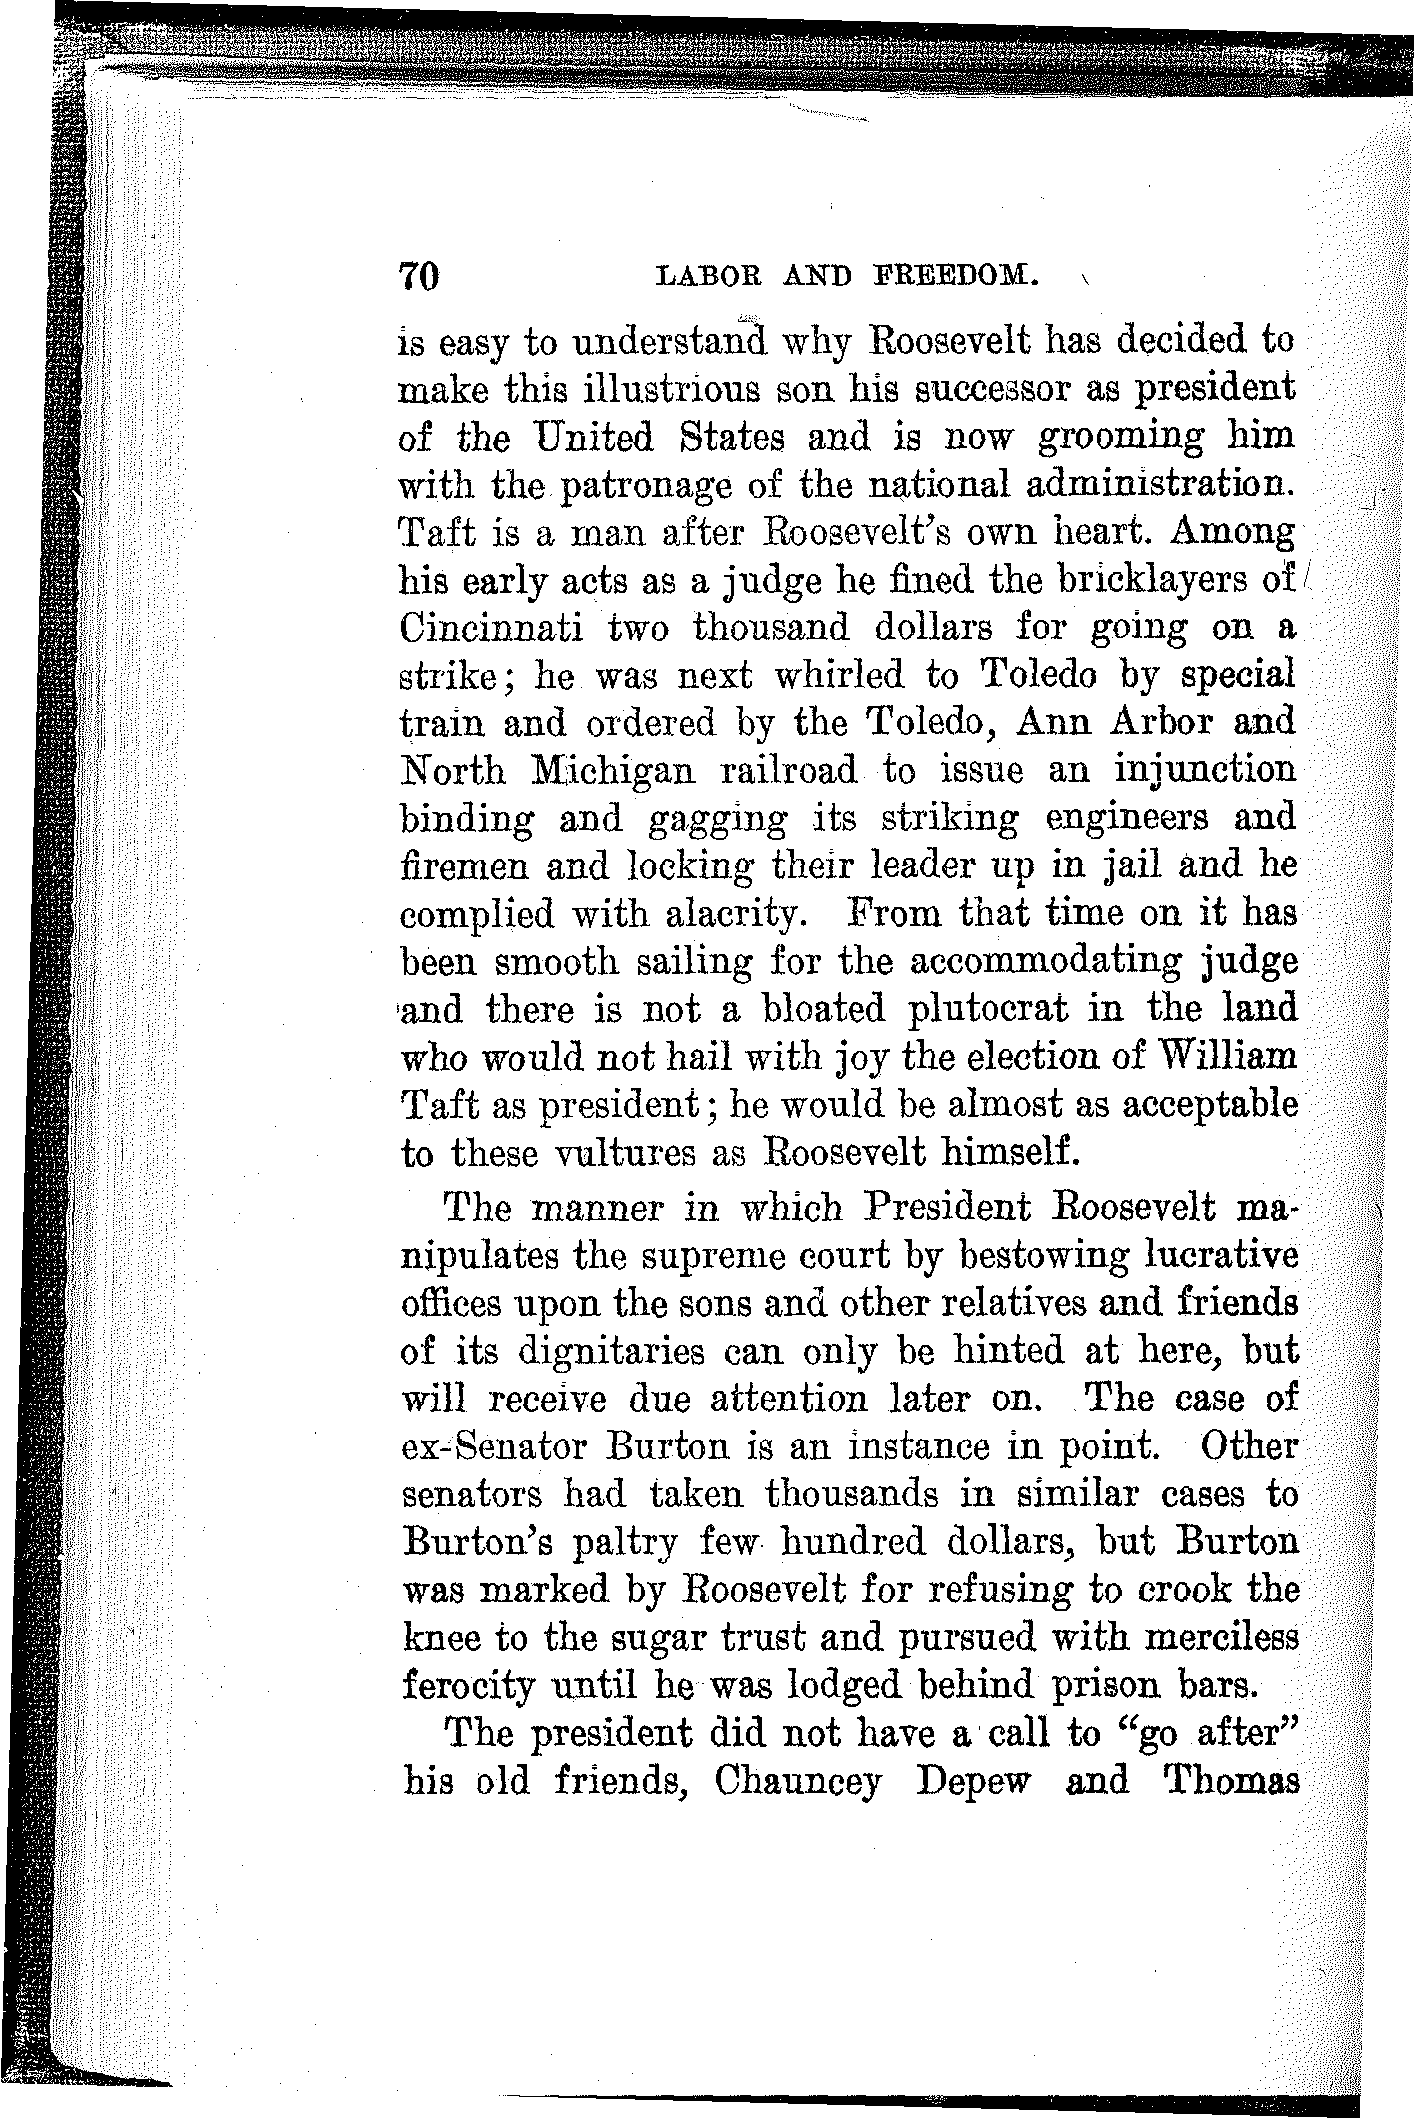 70 LABOR AND FREEDOM.
is easy to understand why Roosevelt has decided to
make this illustrious son his successor as president
of the United States and is now grooming him
with the patronage of the national administration.
Taft is a man after Roosevelt's own heart. Among
his early acts as a judge he fined the bricklayers of
Cincinnati two thousand dollars for going on a
strike; he was next whirled to Toledo by special
train and ordered by the Toledo, Ann Arbor and
North Michigan railroad to issue an injunction
binding and gagging its striking engineers and
firemen and locking their leader up in jail and he
complied with alacrity. From that time on it has
been smooth sailing for the accommodating judge
and there is not a bloated plutocrat in the land
who would not hail with joy the election of William
Taft as president; he would be almost as acceptable
to these vultures as Roosevelt himself.
The manner in which President Roosevelt ma-
nipulates the supreme court by bestowing lucrative
offices upon the sons and other relatives and friends
of its dignitaries can only be hinted at here, but
will receive due attention later on. The case of
ex-Senator Burton is an instance in point. Other
senators had taken thousands in similar cases to
Burton's paltry few hundred dollars, but Burton
was marked by Roosevelt for refusing to crook the
knee to the sugar trust and pursued with merciless
ferocity until he was lodged behind prison bars.
The president did not have a call to "go after"
his old friends, Chauncey Depew and Thomas